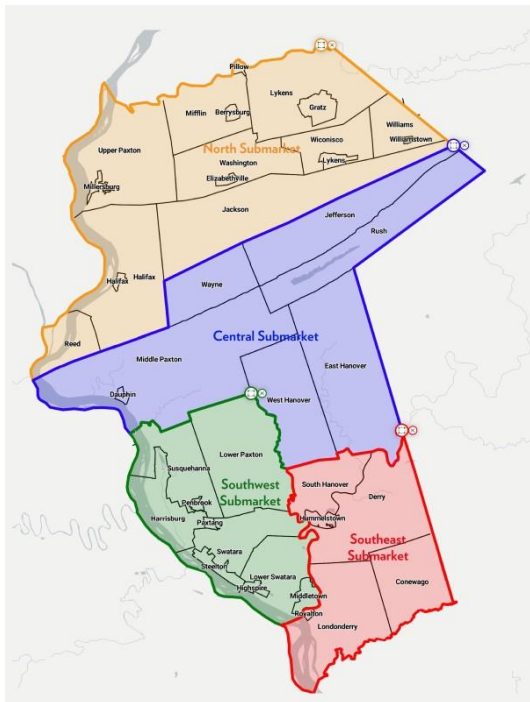 Pillow
Lykens
Mifflin
Berrysburg
Gratz
Williams
Upper Paxton
Wiconisco
Williamstown
North Submarket
Washington
Lykens
Elizabethville
Millersburg
Jackson
Jefferson
Rush
Halifax
Halifax
Wayne
Reed
Central Submarket
Middle Paxton
East Hanover
Dauphin
West Hanover
Lower Paxton
Susquehanna
Southwest
Submarket
South Hanover
Derry
Penbrook
Harrisburg
Paxtang
Hummelstown
Southeast
Submarket
Swatara
Steelton
Lower Swatara
Conewago
Highspire
Middletown
Royalton
Londonderry